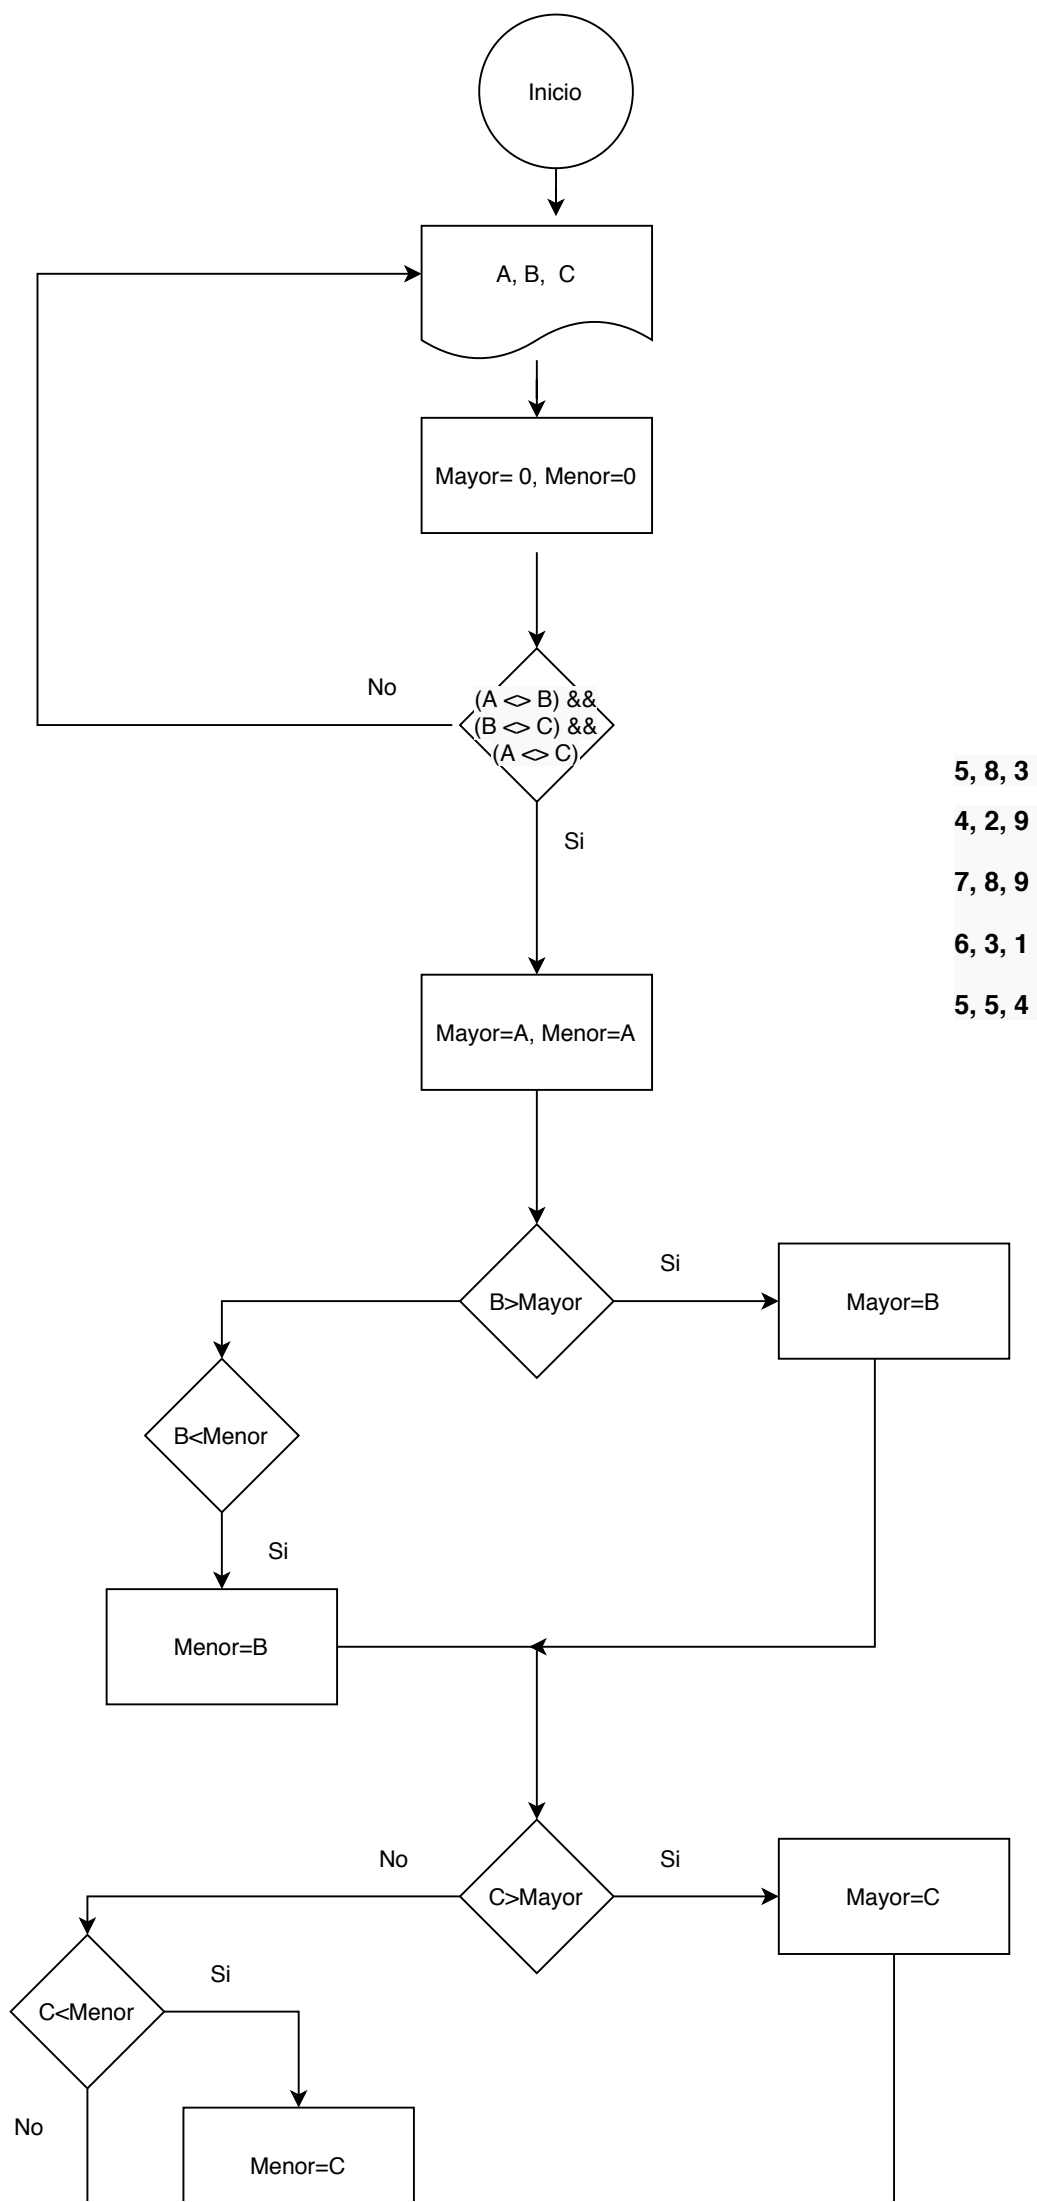 Inicio
A, B, C
Mayor= 0, Menor=0
No
(A <> B) &&
(B <> C) &&
(A <> C)
Si
5, 8, 3
4, 2, 9
7, 8, 9
6, 3, 1
5, 5, 4
Mayor=A, Menor=A
B>Mayor
Si
Mayor=B
B<Menor
Si
Menor=B
No
C>Mayor
Si
Mayor=C
C<Menor
Si
No
Menor=C